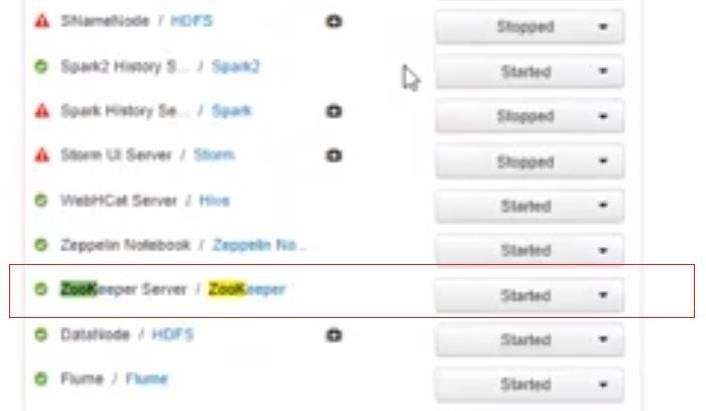 SNameNode / HDFS Stopped
Spark2 History S... / Spark2 Started
Spark History Se... / Spark Stopped
Storm UI Server / Storm Stopped
WebHCat Server / Hive Started
Zeppelin Notebook / Zeppelin No... Started
ZooKeeper Server / ZooKeeper Started
DataNode / HDFS Started
Flume / Flume Started